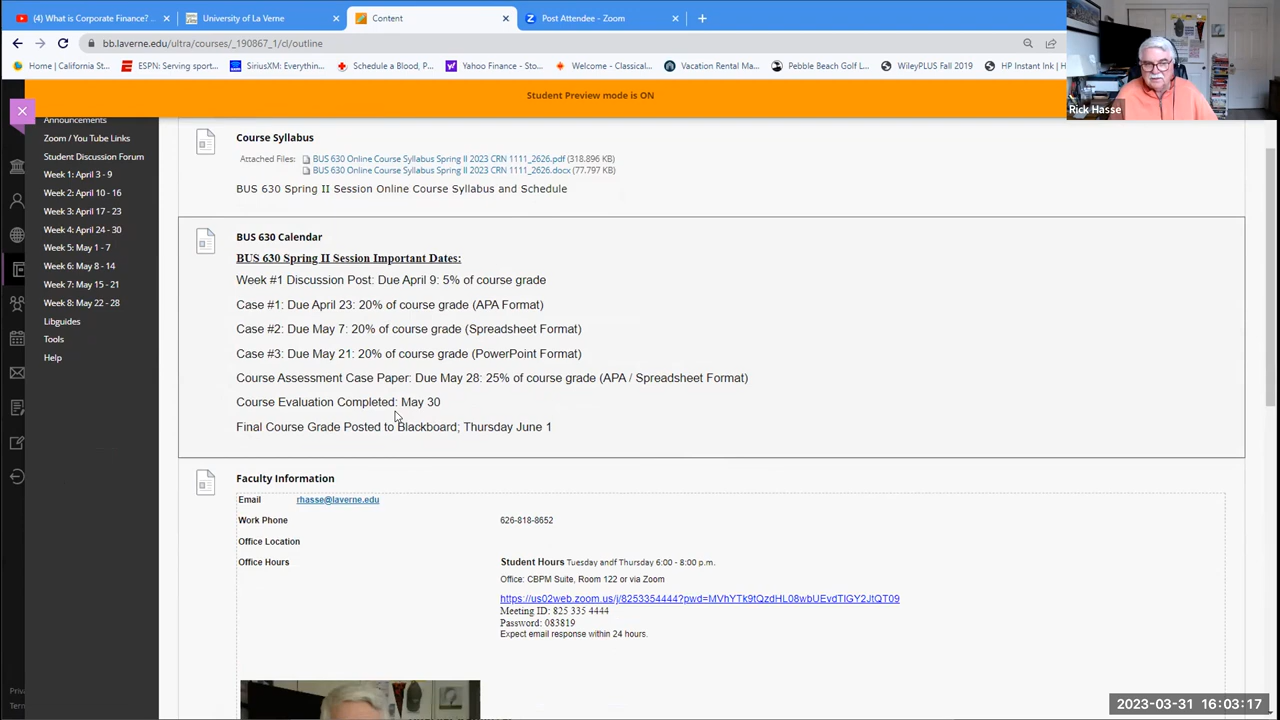 (4) What is Corporate Finance? ...
University of La Verne
Content
Post Attendee - Zoom
bb.laverne.edu/ultra/courses/_190867_1/cl/outline
Home | California St...
ESPN: Serving sport...
SiriusXM: Everythin...
Schedule a Blood, P...
Yahoo Finance - Sto...
Welcome - Classical...
Vacation Rental Ma...
Pebble Beach Golf L...
WileyPLUS Fall 2019
HP Instant Ink | H
Rick Hasse
Student Preview mode is ON
Announcements
Zoom / You Tube Links
Student Discussion Forum
Week 1: April 3 - 9
Week 2: April 10 - 16
Week 3: April 17 - 23
Week 4: April 24 - 30
Week 5: May 1 - 7
Week 6: May 8 - 14
Week 7: May 15 - 21
Week 8: May 22 - 28
Libguides
Tools
Help
Course Syllabus
Attached Files: BUS 630 Online Course Syllabus Spring II 2023 CRN 1111_2626.pdf (318.896 KB)
BUS 630 Online Course Syllabus Spring II 2023 CRN 1111_2626.docx (77.797 KB)
BUS 630 Spring II Session Online Course Syllabus and Schedule
BUS 630 Calendar
BUS 630 Spring II Session Important Dates:
Week #1 Discussion Post: Due April 9: 5% of course grade
Case #1: Due April 23: 20% of course grade (APA Format)
Case #2: Due May 7: 20% of course grade (Spreadsheet Format)
Case #3: Due May 21: 20% of course grade (PowerPoint Format)
Course Assessment Case Paper: Due May 28: 25% of course grade (APA / Spreadsheet Format)
Course Evaluation Completed: May 30
Final Course Grade Posted to Blackboard; Thursday June 1
Faculty Information
Email rhasse@laverne.edu
Work Phone 626-818-8652
Office Location
Office Hours Student Hours Tuesday andf Thursday 6:00 - 8:00 p.m.
Office: CBPM Suite, Room 122 or via Zoom
https://us02web.zoom.us/j/8253354444?pwd=MVhYTk9tQzdHL08wbUEvdTlGY2JtQT09
Meeting ID: 825 335 4444
Password: 083819
Expect email response within 24 hours.
Priv
Tern
2023-03-31 16:03:17